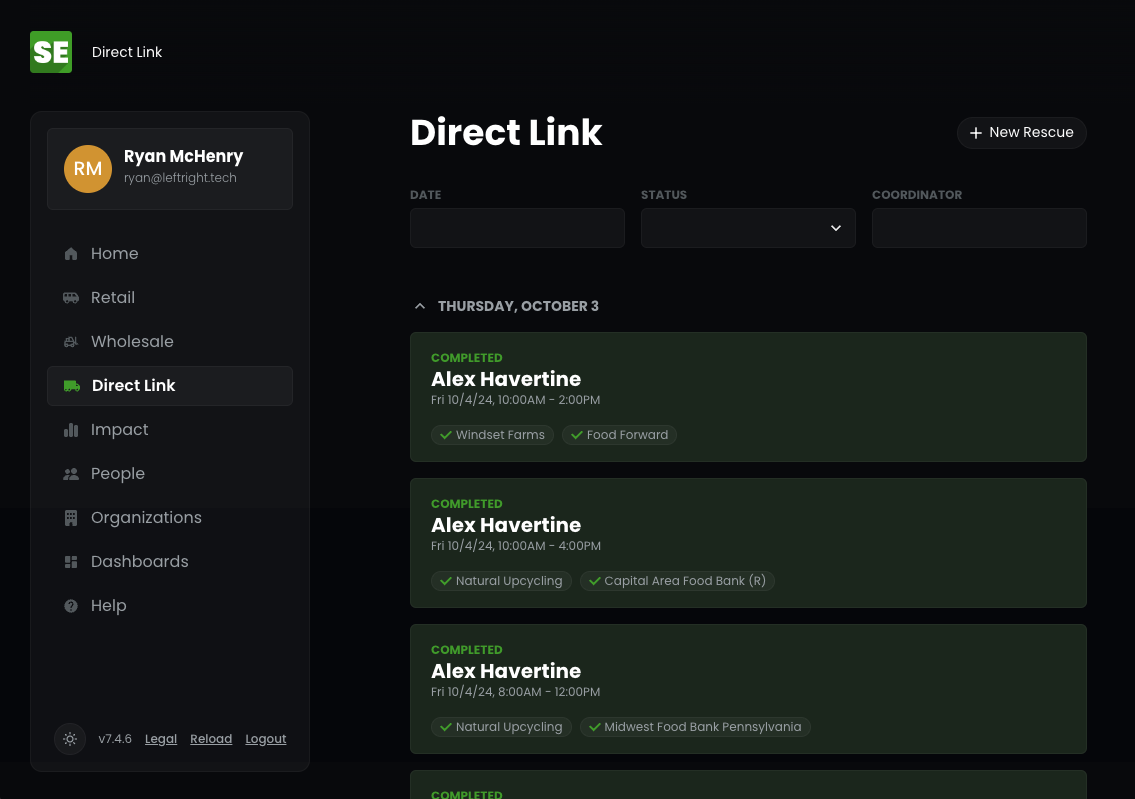 SE
Direct Link
RM
Ryan McHenry
ryan@leftright.tech
Home
Retail
Wholesale
Direct Link
Impact
People
Organizations
Dashboards
Help
v7.4.6 Legal Reload Logout
Direct Link
New Rescue
DATE STATUS COORDINATOR
THURSDAY, OCTOBER 3
COMPLETED
Alex Havertine
Fri 10/4/24, 10:00AM - 2:00PM
Windset Farms Food Forward
COMPLETED
Alex Havertine
Fri 10/4/24, 10:00AM - 4:00PM
Natural Upcycling Capital Area Food Bank (R)
COMPLETED
Alex Havertine
Fri 10/4/24, 8:00AM - 12:00PM
Natural Upcycling Midwest Food Bank Pennsylvania
COMPLETED